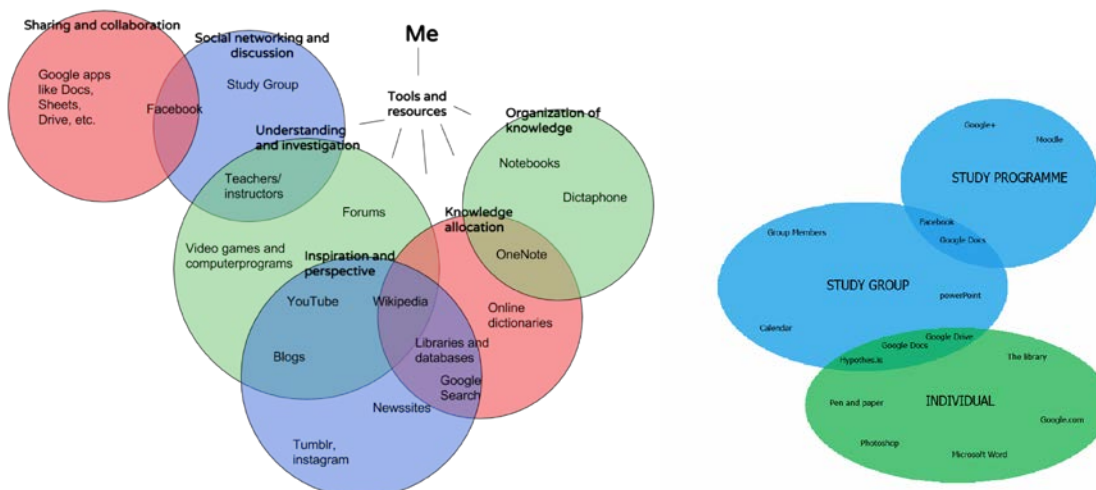 Sharing and collaboration
Google apps
like Docs,
Sheets,
Drive, etc.
Facebook
Social networking and
discussion
Study Group
Me
Tools and
resources
Understanding
and investigation
Teachers/
instructors
Forums
Video games and
computerprograms
Organization of
knowledge
Notebooks
Dictaphone
Knowledge
allocation
OneNote
Online
dictionaries
Inspiration and
perspective
YouTube
Wikipedia
Blogs
Libraries and
databases
Google
Search
Newssites
Tumblr,
instagram
Google+
Moodle
STUDY PROGRAMME
Facebook
Google Docs
Group Members
STUDY GROUP
powerPoint
Calendar
Google Drive
Google Docs
Hypothes.is
The library
Pen and paper
INDIVIDUAL
Google.com
Photoshop
Microsoft Word